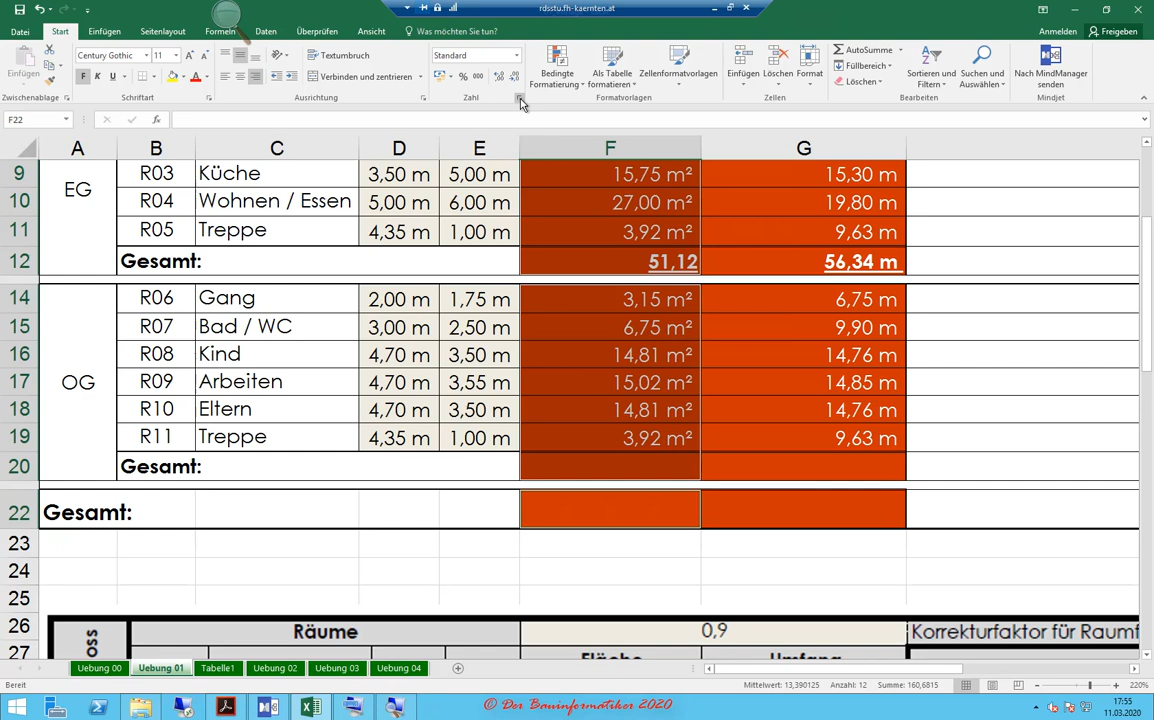 rdsstu.fh-kaernten.at
Datei Start Einfügen Seitenlayout Formeln Daten Überprüfen Ansicht Was möchten Sie tun? Anmelden Freigeben
Einfügen Century Gothic 11 Textumbruch Standard Bedingte Formatierung Als Tabelle formatieren Zellenformatvorlagen Einfügen Löschen Format AutoSumme Sortieren und Filtern Suchen und Auswählen Nach MindManager senden
F K U Verbinden und zentrieren % 000 Füllbereich
Löschen
Zwischenablage Schriftart Ausrichtung Zahl Formatvorlagen Zellen Bearbeiten Mindjet
F22 fx
A B C D E F G
9 R03 Küche 3,50 m 5,00 m 15,75 m² 15,30 m
EG
10 R04 Wohnen / Essen 5,00 m 6,00 m 27,00 m² 19,80 m
11 R05 Treppe 4,35 m 1,00 m 3,92 m² 9,63 m
12 Gesamt: 51,12 56,34 m
14 R06 Gang 2,00 m 1,75 m 3,15 m² 6,75 m
15 R07 Bad / WC 3,00 m 2,50 m 6,75 m² 9,90 m
16 R08 Kind 4,70 m 3,50 m 14,81 m² 14,76 m
17 OG R09 Arbeiten 4,70 m 3,55 m 15,02 m² 14,85 m
18 R10 Eltern 4,70 m 3,50 m 14,81 m² 14,76 m
19 R11 Treppe 4,35 m 1,00 m 3,92 m² 9,63 m
20 Gesamt:
22 Gesamt:
23
24
25
26 Räume 0,9 Korrekturfaktor für Raumf
27 oss Fläche Umfang
Uebung 00 Uebung 01 Tabelle1 Uebung 02 Uebung 03 Uebung 04
Bereit Mittelwert: 13,390125 Anzahl: 12 Summe: 160,6815 220%
© Der Bauinformatiker 2020
17:55
11.03.2020